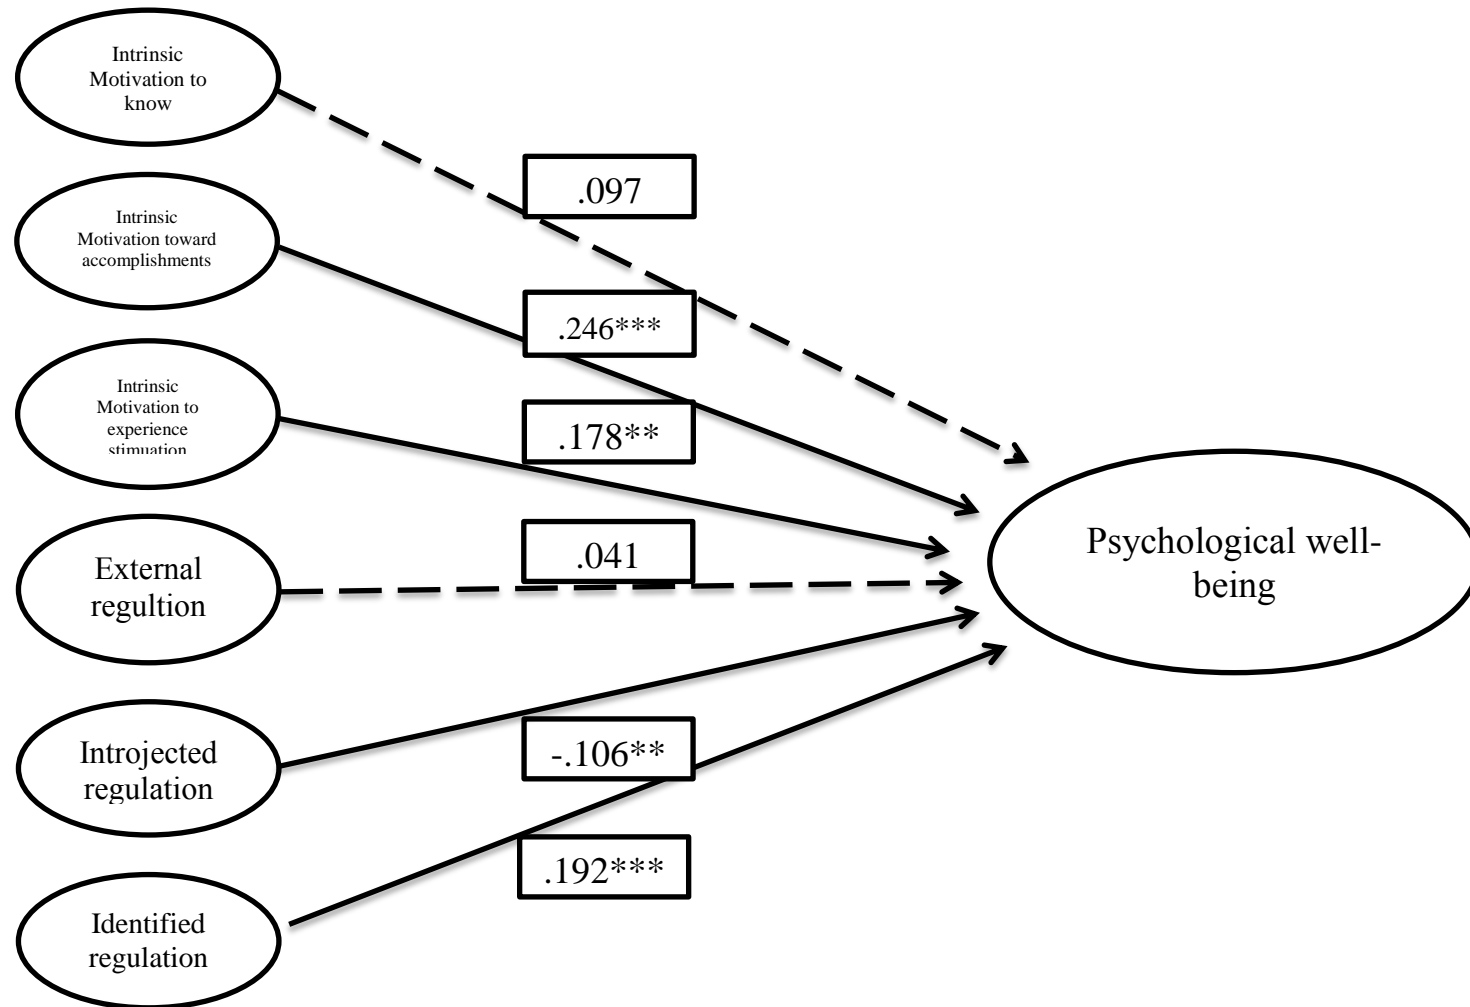 Intrinsic
Motivation to
know
.097
Intrinsic
Motivation toward
accomplishments
.246***
Intrinsic
Motivation to
experience
stimuation
.178**
External
regultion
.041
Psychological well-
being
Introjected
regulation
-.106**
Identified
regulation
.192***